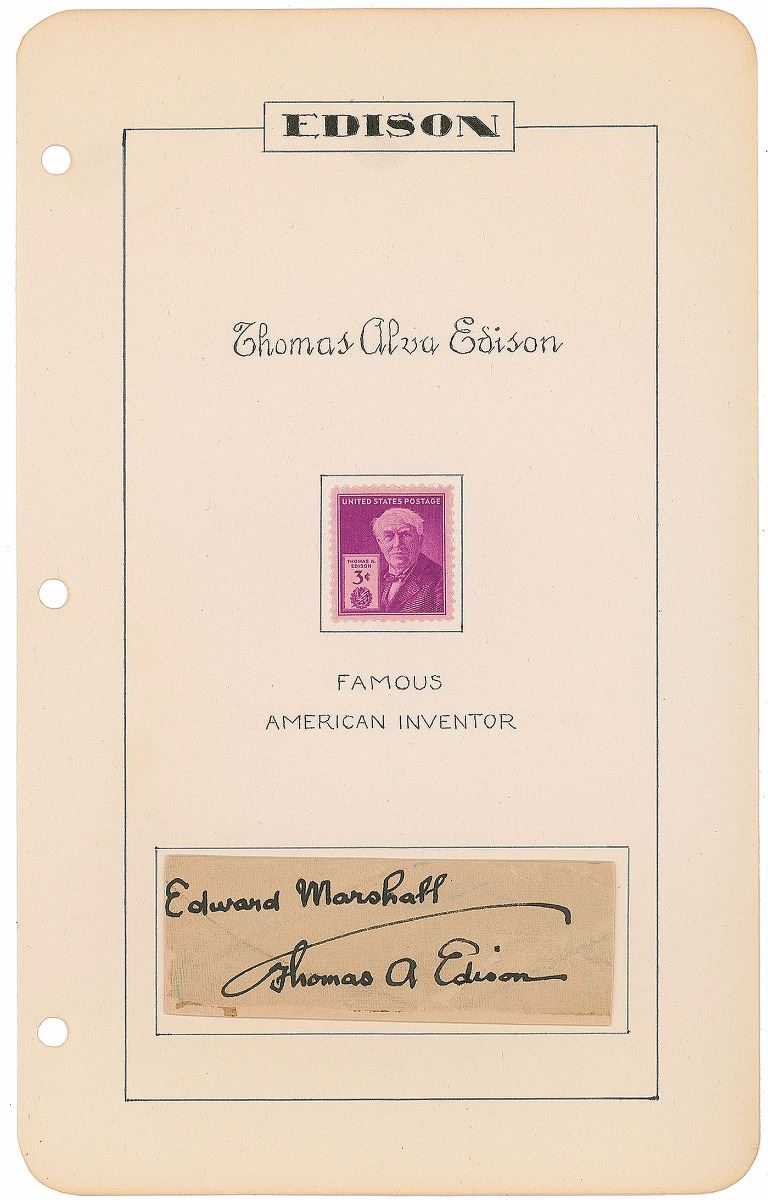 EDISON
Thomas Alva Edison
UNITED STATES POSTAGE
THOMAS A.
EDISON
3¢
FAMOUS
AMERICAN INVENTOR
Edward Marshall
Thomas A Edison